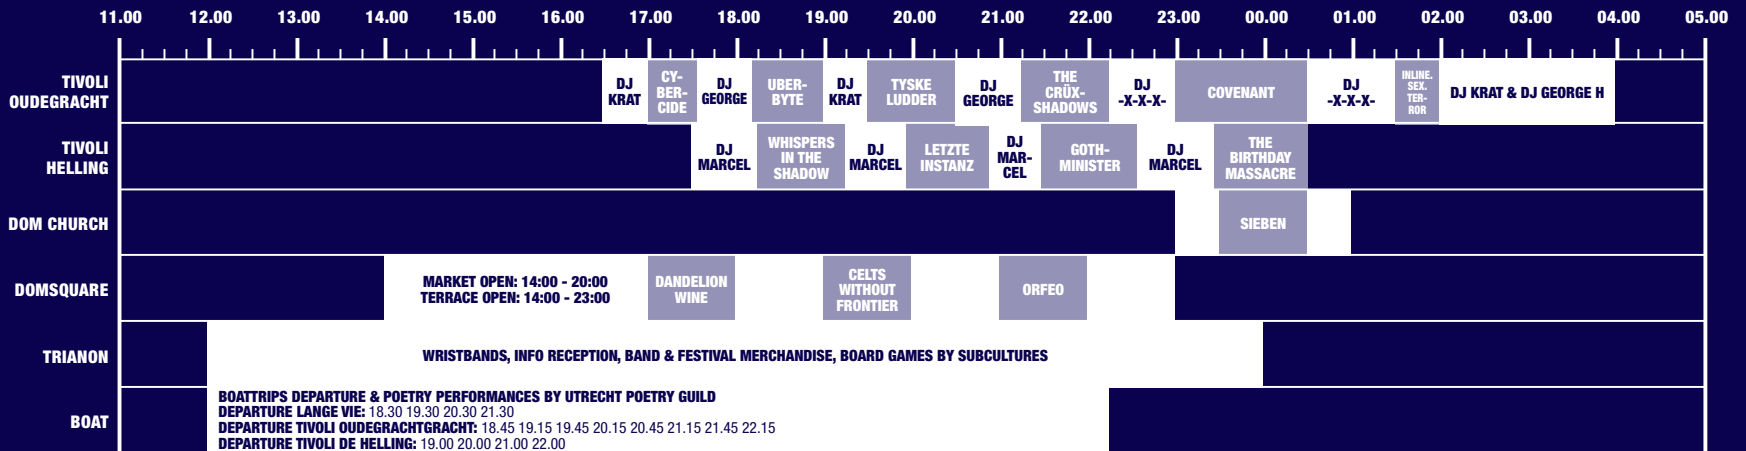 11.00 12.00 13.00 14.00 15.00 16.00 17.00 18.00 19.00 20.00 21.00 22.00 23.00 00.00 01.00 02.00 03.00 04.00 05.00
TIVOLI
OUDEGRACHT
DJ
KRAT
CY-
BER-
CIDE
DJ
GEORGE
UBER-
BYTE
DJ
KRAT
TYSKE
LUDDER
DJ
GEORGE
THE
CRÜX-
SHADOWS
DJ
-X-X-X-
COVENANT
DJ
-X-X-X-
INLINE.
SEX.
TER-
ROR
DJ KRAT & DJ GEORGE H
TIVOLI
HELLING
DJ
MARCEL
WHISPERS
IN THE
SHADOW
DJ
MARCEL
LETZTE
INSTANZ
DJ
MAR-
CEL
GOTH-
MINISTER
DJ
MARCEL
THE
BIRTHDAY
MASSACRE
DOM CHURCH
SIEBEN
DOMSQUARE
MARKET OPEN: 14:00 - 20:00
TERRACE OPEN: 14:00 - 23:00
DANDELION
WINE
CELTS
WITHOUT
FRONTIER
ORFEO
TRIANON
WRISTBANDS, INFO RECEPTION, BAND & FESTIVAL MERCHANDISE, BOARD GAMES BY SUBCULTURES
BOAT
BOATTRIPS DEPARTURE & POETRY PERFORMANCES BY UTRECHT POETRY GUILD
DEPARTURE LANGE VIE: 18.30 19.30 20.30 21.30
DEPARTURE TIVOLI OUDEGRACHTGRACHT: 18.45 19.15 19.45 20.15 20.45 21.15 21.45 22.15
DEPARTURE TIVOLI DE HELLING: 19.00 20.00 21.00 22.00